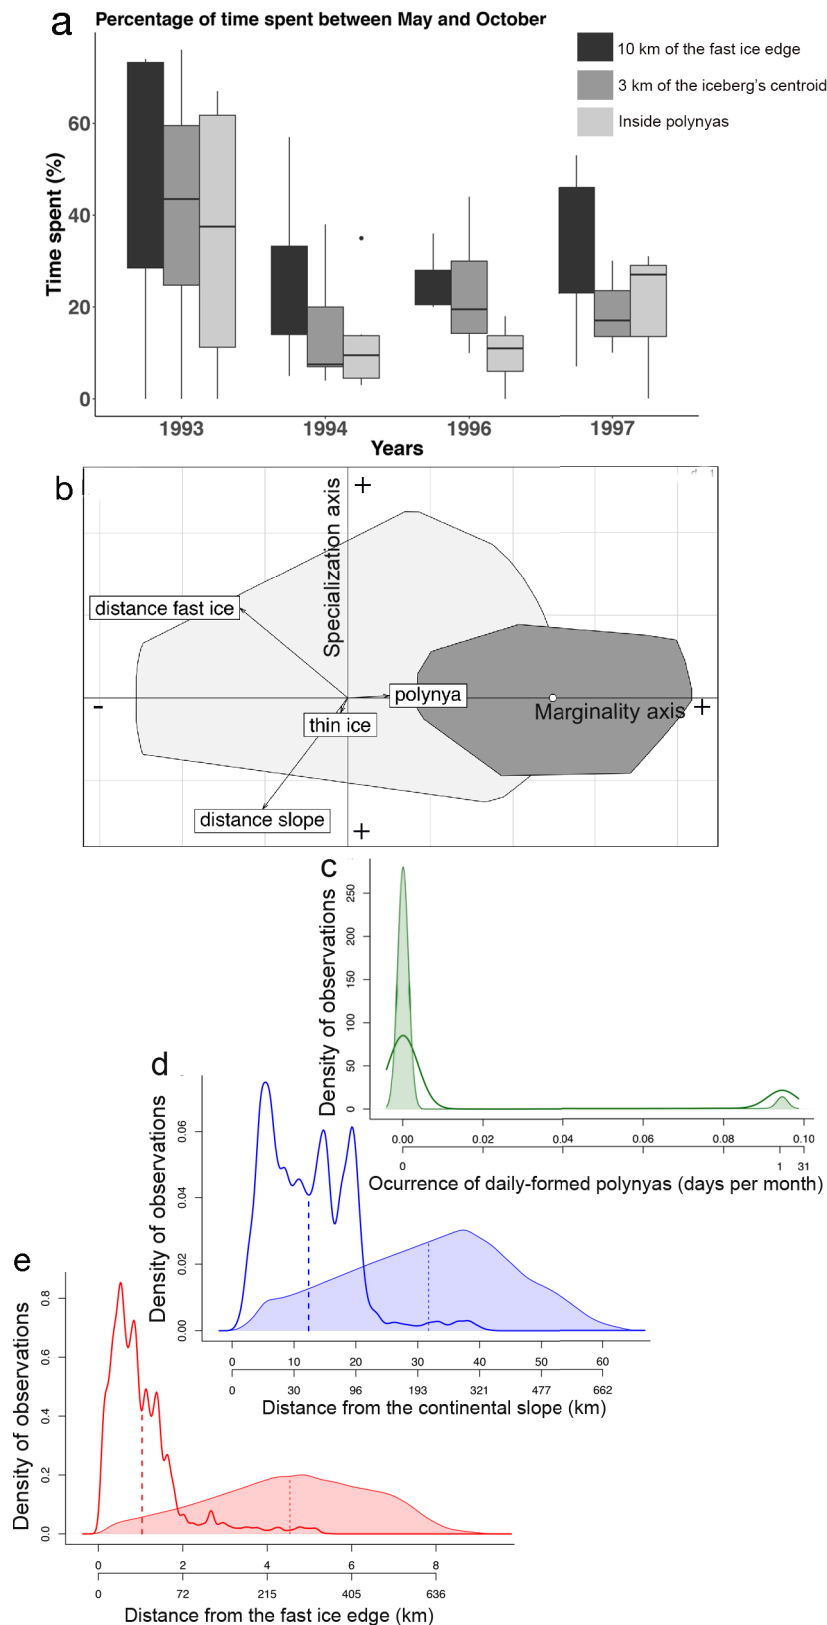 a
Percentage of time spent between May and October
10 km of the fast ice edge
3 km of the iceberg's centroid
Inside polynyas
Time spent (%)
60
40
20
0
1993 1994 1996 1997
Years
b
Specialization axis
+
distance fast ice
polynya
- Marginality axis +
thin ice
distance slope
+
c
Density of observations
250
200
150
100
50
0
0.00 0.02 0.04 0.06 0.08 0.10
0 1 31
Ocurrence of daily-formed polynyas (days per month)
d
Density of observations
0.06
0.04
0.02
0.00
0 10 20 30 40 50 60
0 30 96 193 321 477 662
Distance from the continental slope (km)
e
Density of observations
0.8
0.6
0.4
0.2
0.0
0 2 4 6 8
0 72 215 405 636
Distance from the fast ice edge (km)